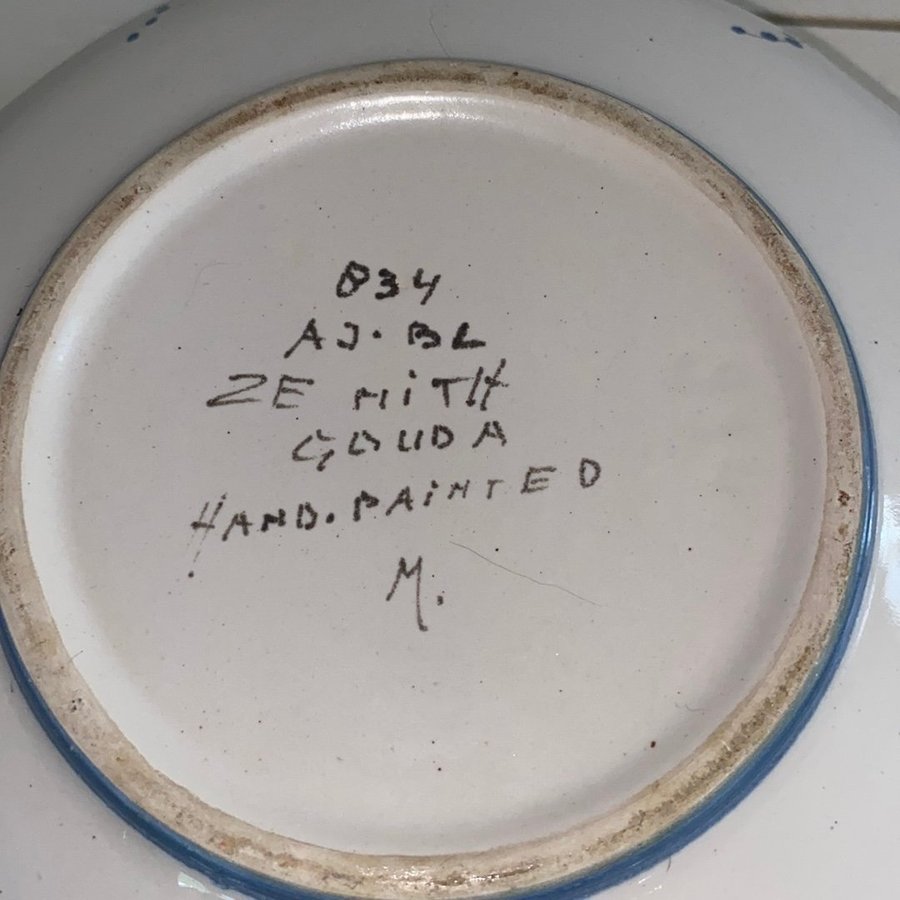 834
AJ·BL
ZENITH
GOUDA
HAND.PAINTED
M.